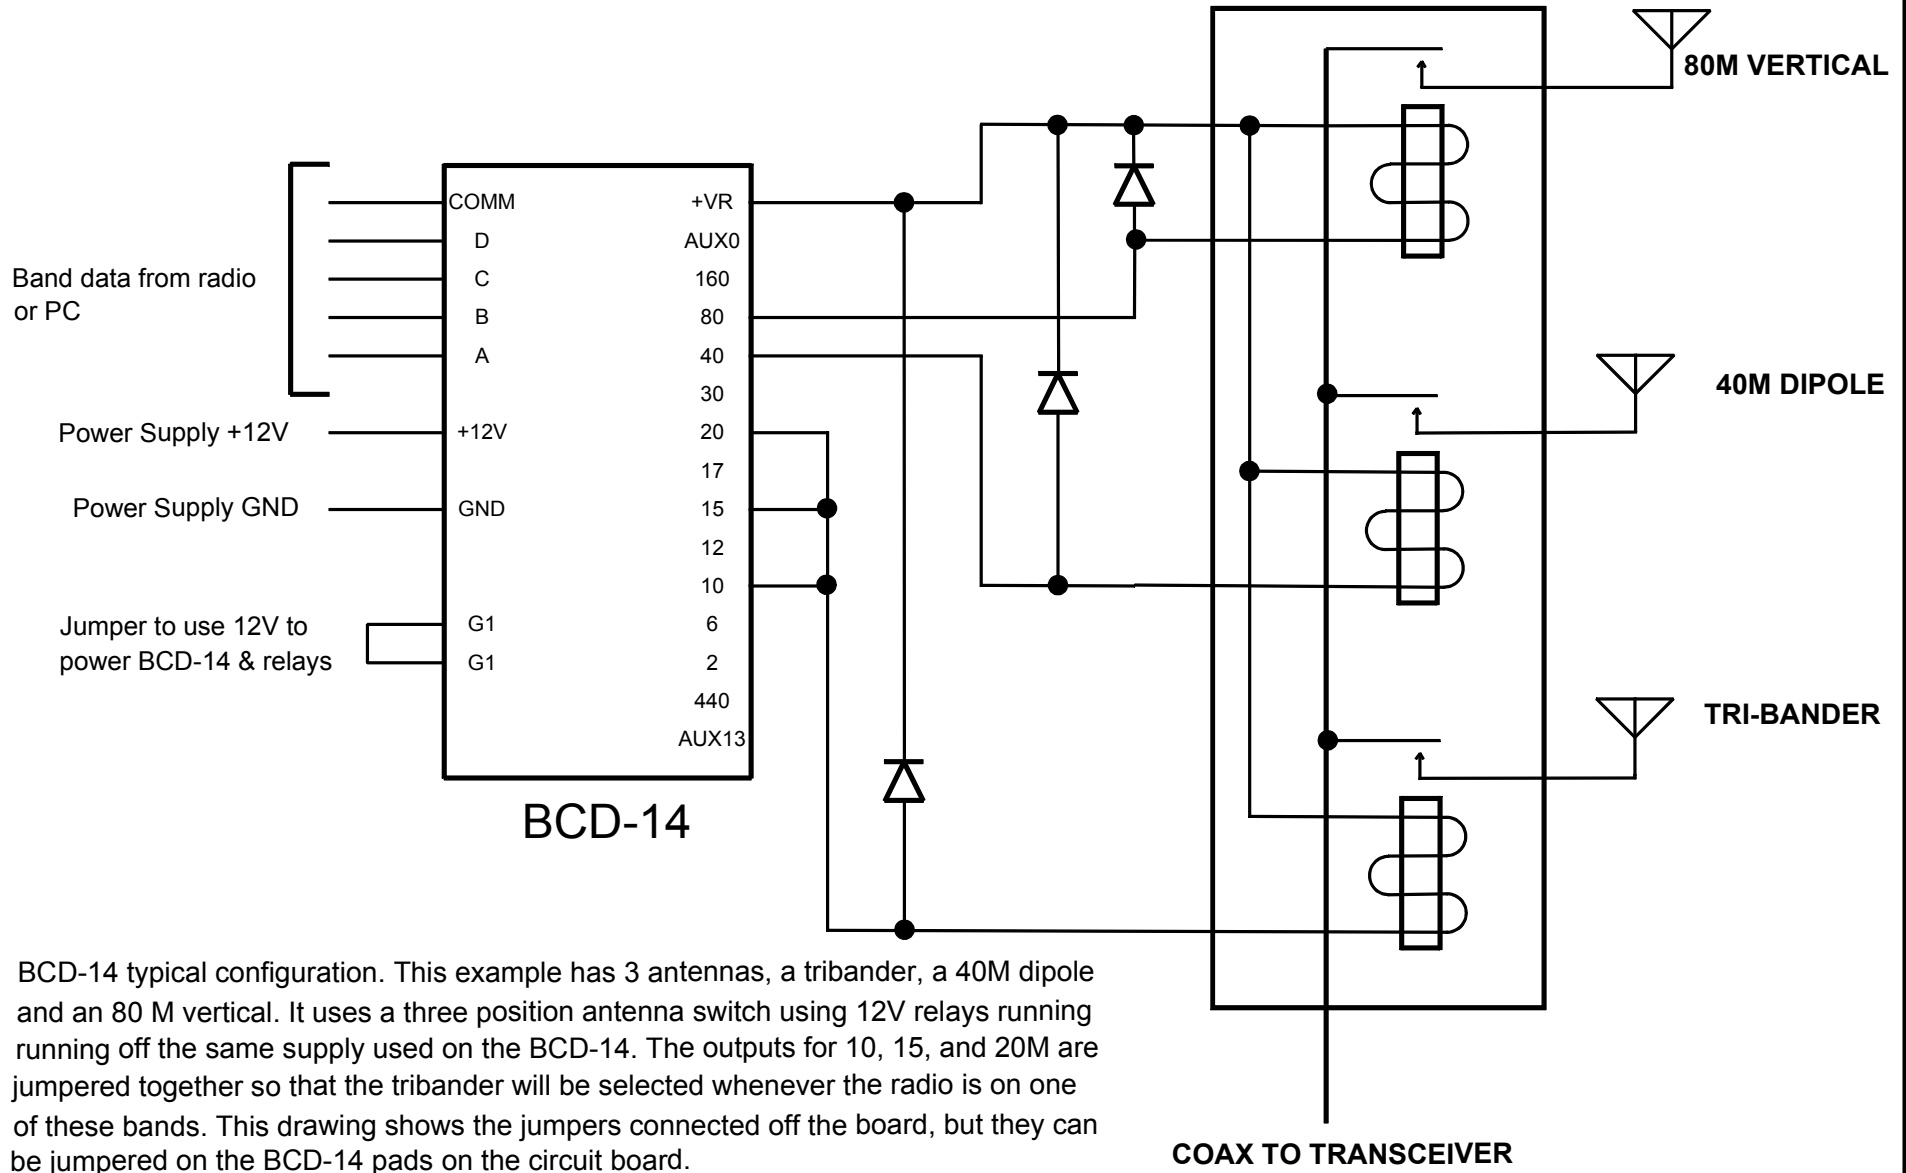 80M VERTICAL
COMM
D
C
B
A
+12V
GND
G1
G1
+VR
AUX0
160
80
40
30
20
17
15
12
10
6
2
440
AUX13
Band data from radio
or PC
Power Supply +12V
Power Supply GND
Jumper to use 12V to
power BCD-14 & relays
BCD-14
40M DIPOLE
TRI-BANDER
BCD-14 typical configuration. This example has 3 antennas, a tribander, a 40M dipole
and an 80 M vertical. It uses a three position antenna switch using 12V relays running
running off the same supply used on the BCD-14. The outputs for 10, 15, and 20M are
jumpered together so that the tribander will be selected whenever the radio is on one
of these bands. This drawing shows the jumpers connected off the board, but they can
be jumpered on the BCD-14 pads on the circuit board.
COAX TO TRANSCEIVER